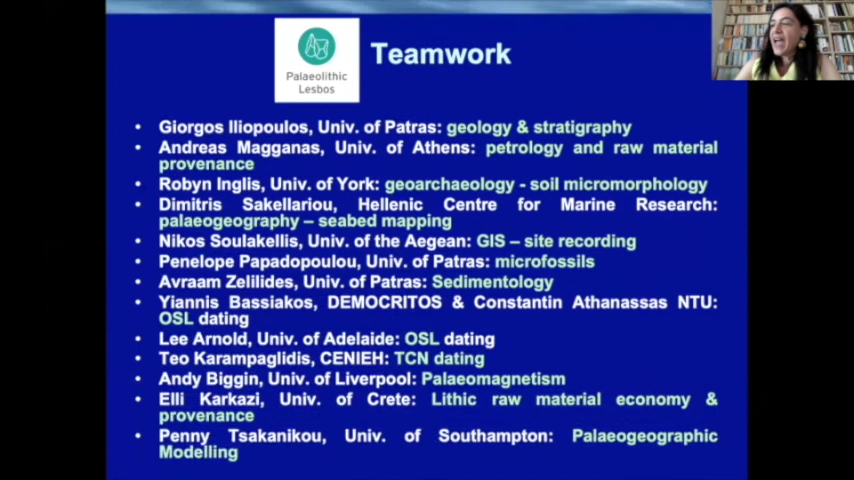 Palaeolithic
Lesbos
Teamwork
• Giorgos Iliopoulos, Univ. of Patras: geology & stratigraphy
• Andreas Magganas, Univ. of Athens: petrology and raw material
provenance
• Robyn Inglis, Univ. of York: geoarchaeology - soil micromorphology
• Dimitris Sakellariou, Hellenic Centre for Marine Research:
palaeogeography – seabed mapping
• Nikos Soulakellis, Univ. of the Aegean: GIS – site recording
• Penelope Papadopoulou, Univ. of Patras: microfossils
• Avraam Zelilides, Univ. of Patras: Sedimentology
• Yiannis Bassiakos, DEMOCRITOS & Constantin Athanassas NTU:
OSL dating
• Lee Arnold, Univ. of Adelaide: OSL dating
• Teo Karampaglidis, CENIEH: TCN dating
• Andy Biggin, Univ. of Liverpool: Palaeomagnetism
• Elli Karkazi, Univ. of Crete: Lithic raw material economy &
provenance
• Penny Tsakanikou, Univ. of Southampton: Palaeogeographic
Modelling